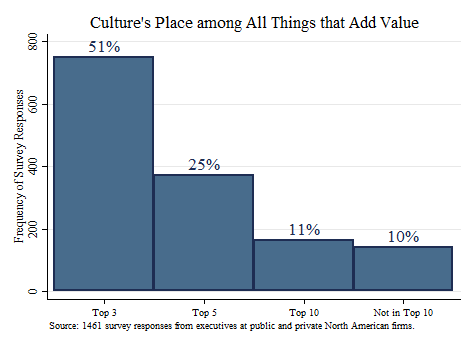 Culture's Place among All Things that Add Value
Frequency of Survey Responses
800
600
400
200
0
51%
25%
11%
10%
Top 3
Top 5
Top 10
Not in Top 10
Source: 1461 survey responses from executives at public and private North American firms.